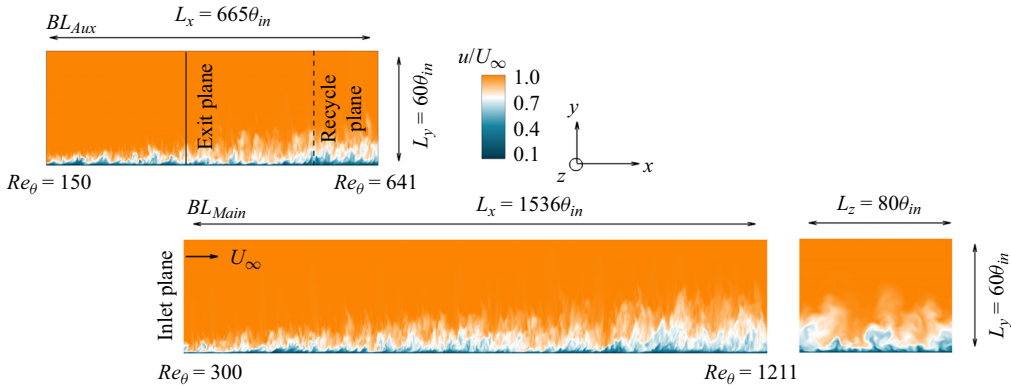 BL_Aux
L_x = 665θ_in
Exit plane
Recycle
plane
L_y = 60θ_in
u/U_∞
1.0
0.7
0.4
0.1
y
z
x
Re_θ = 150
Re_θ = 641
BL_Main
L_x = 1536θ_in
L_z = 80θ_in
Inlet plane
U_∞
L_y = 60θ_in
Re_θ = 300
Re_θ = 1211